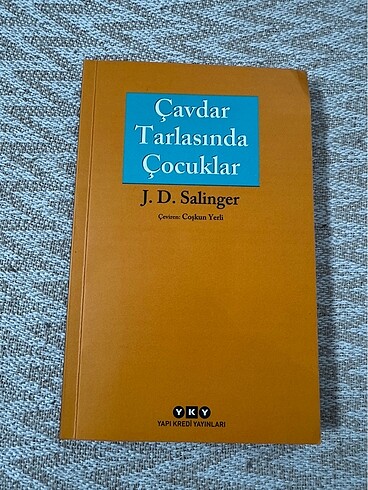 Çavdar
Tarlasında
Çocuklar
J. D. Salinger
Çeviren: Coşkun Yerli
YKY
YAPI KREDİ YAYINLARI